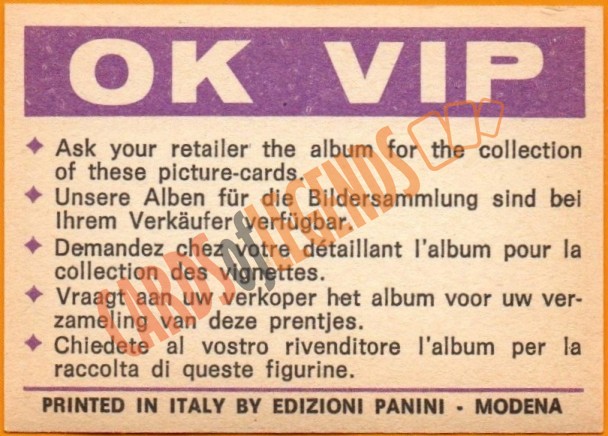 OK VIP
Ask your retailer the album for the collection
of these picture-cards.
Unsere Alben für die Bildersammlung sind bei
Ihrem Verkäufer verfügbar.
Demandez chez votre détaillant l'album pour la
collection des vignettes.
Vraagt aan uw verkoper het album voor uw ver-
zameling van deze prentjes.
Chiedete al vostro rivenditore l'album per la
raccolta di queste figurine.
PRINTED IN ITALY BY EDIZIONI PANINI - MODENA
CARDS of LEGENDS